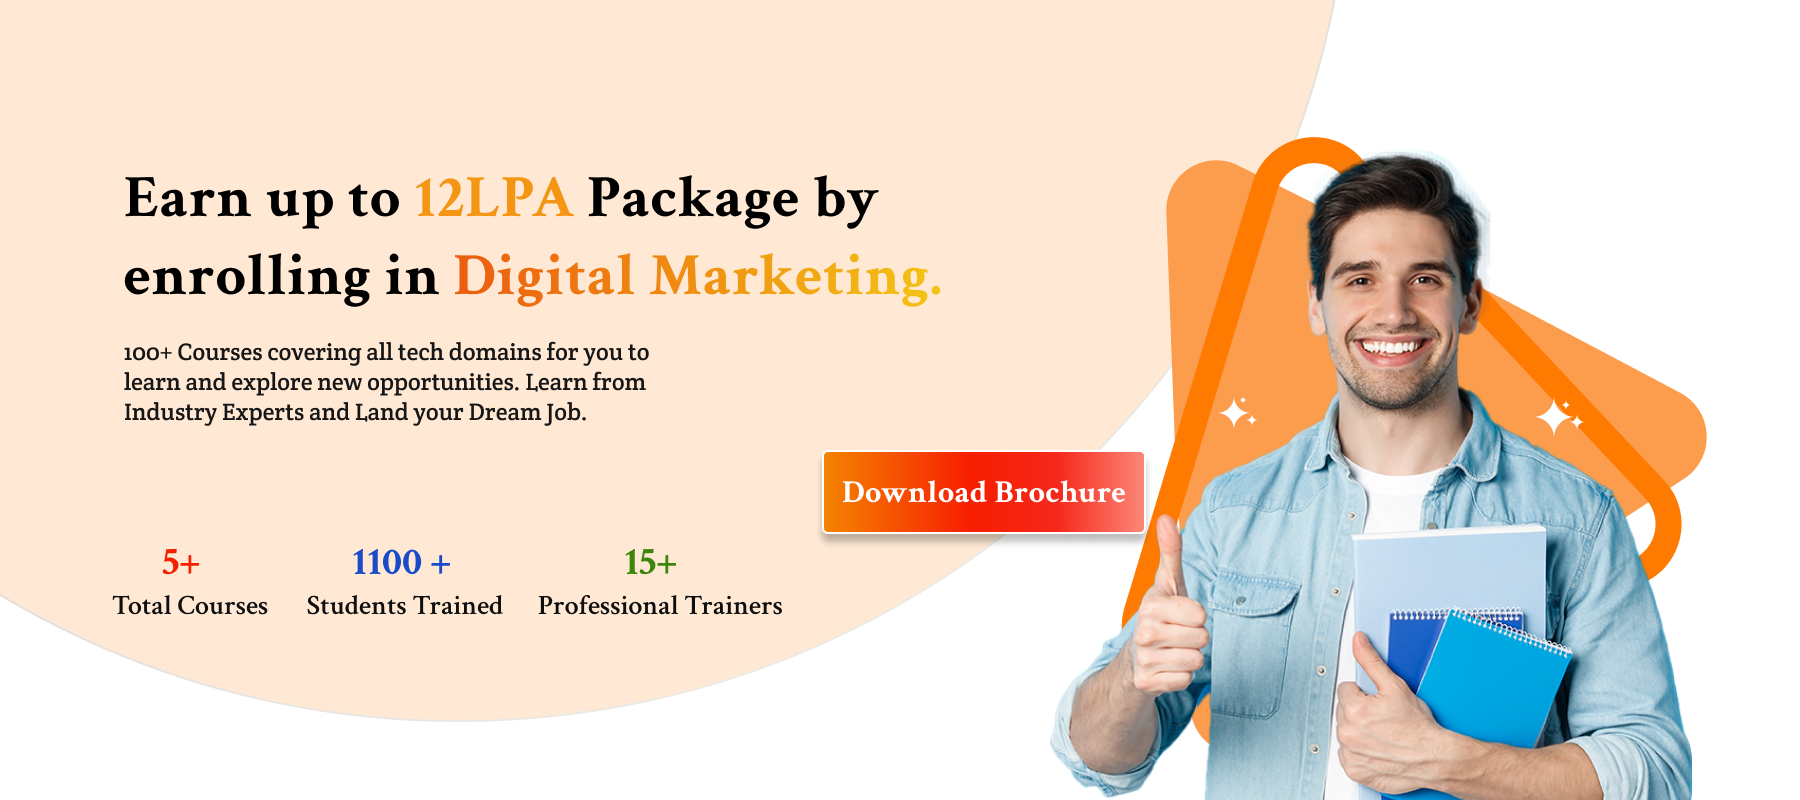 Earn up to 12LPA Package by
enrolling in Digital Marketing.
100+ Courses covering all tech domains for you to
learn and explore new opportunities. Learn from
Industry Experts and Land your Dream Job.
Download Brochure
5+
1100 +
15+
Total Courses
Students Trained
Professional Trainers